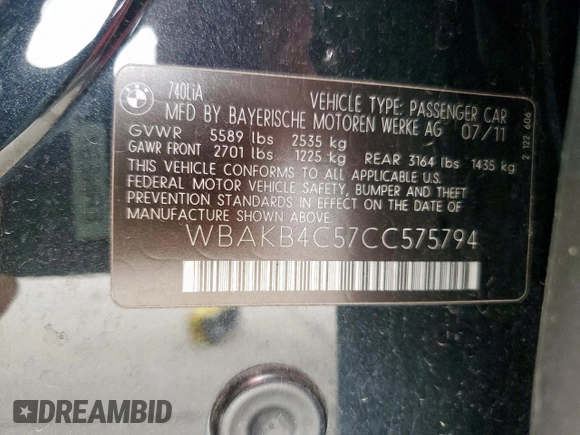 740LiA
VEHICLE TYPE: PASSENGER CAR
MFD BY BAYERISCHE MOTOREN WERKE AG 07/11
GVWR 5589 lbs 2535 kg
GAWR FRONT 2701 lbs 1225 kg REAR 3164 lbs 1435 kg
THIS VEHICLE CONFORMS TO ALL APPLICABLE U.S.
FEDERAL MOTOR VEHICLE SAFETY, BUMPER AND THEFT
PREVENTION STANDARDS IN EFFECT ON THE DATE OF
MANUFACTURE SHOWN ABOVE.
WBAKB4C57CC575794
2 122 606
DREAMBID